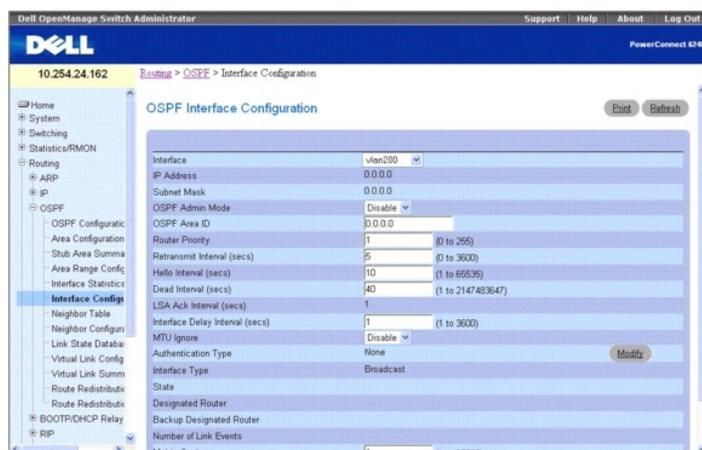 Dell OpenManage Switch Administrator Support Help About Log Out
DELL
PowerConnect 624
10.254.24.162
Routing > OSPF > Interface Configuration
Home
System
Switching
Statistics/RMON
Routing
ARP
IP
OSPF
OSPF Configuratic
Area Configuration
Stub Area Summa
Area Range Config
Interface Statistics
Interface Configu
Neighbor Table
Neighbor Configura
Link State Databa
Virtual Link Config
Virtual Link Summ
Route Redistributic
Route Redistributic
BOOTP/DHCP Relay
RIP
OSPF Interface Configuration
Print Refresh
Interface vlan200
IP Address 0.0.0.0
Subnet Mask 0.0.0.0
OSPF Admin Mode Disable
OSPF Area ID 0.0.0.0
Router Priority 1 (0 to 255)
Retransmit Interval (secs) 5 (0 to 3600)
Hello Interval (secs) 10 (1 to 65535)
Dead Interval (secs) 40 (1 to 2147483647)
LSA Ack Interval (secs) 1
Interface Delay Interval (secs) 1 (1 to 3600)
MTU Ignore Disable
Authentication Type None Modify
Interface Type Broadcast
State
Designated Router
Backup Designated Router
Number of Link Events